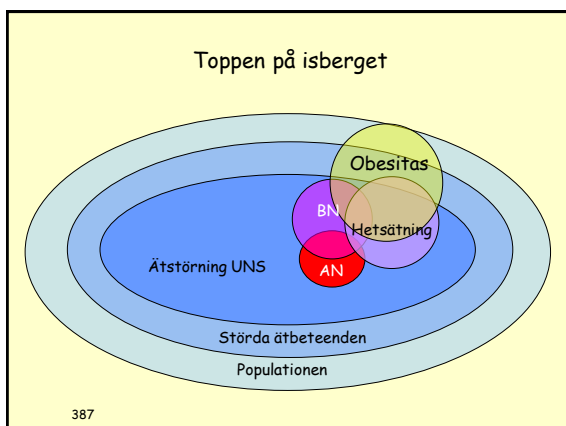 Toppen på isberget
Obesitas
BN
Hetsätning
Ätstörning UNS
AN
Störda ätbeteenden
Populationen
387